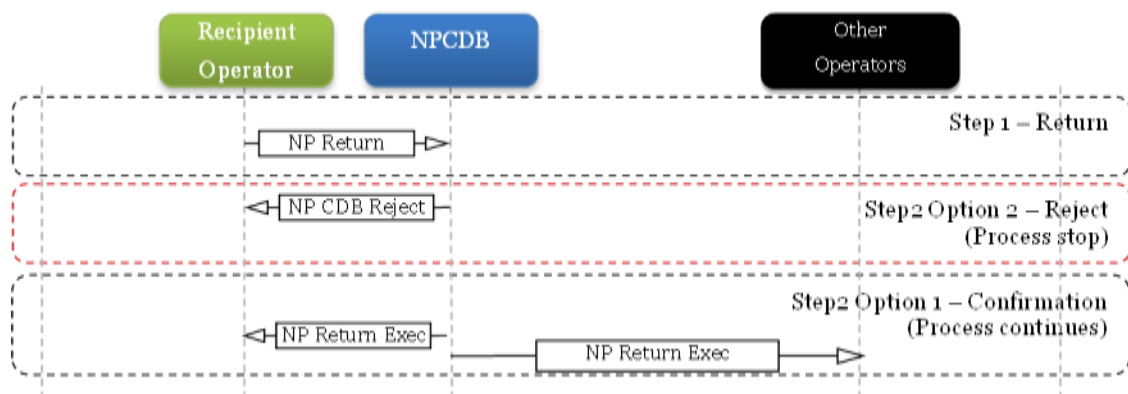 Recipient
Operator
NPCDB
Other
Operators
Step 1 – Return
NP Return
NP CDB Reject
Step2 Option 2 – Reject
(Process stop)
Step2 Option 1 – Confirmation
(Process continues)
NP Return Exec
NP Return Exec